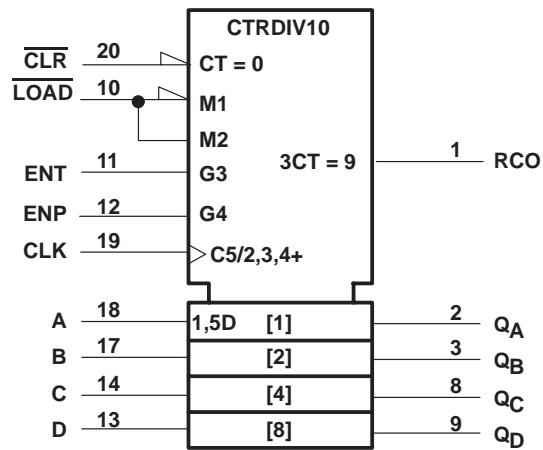 CTRDIV10
CLR 20 CT = 0
LOAD 10 M1
M2
ENT 11 G3 3CT = 9 1 RCO
ENP 12 G4
CLK 19 C5/2,3,4+
A 18 1,5D [1] 2 QA
B 17 [2] 3 QB
C 14 [4] 8 QC
D 13 [8] 9 QD